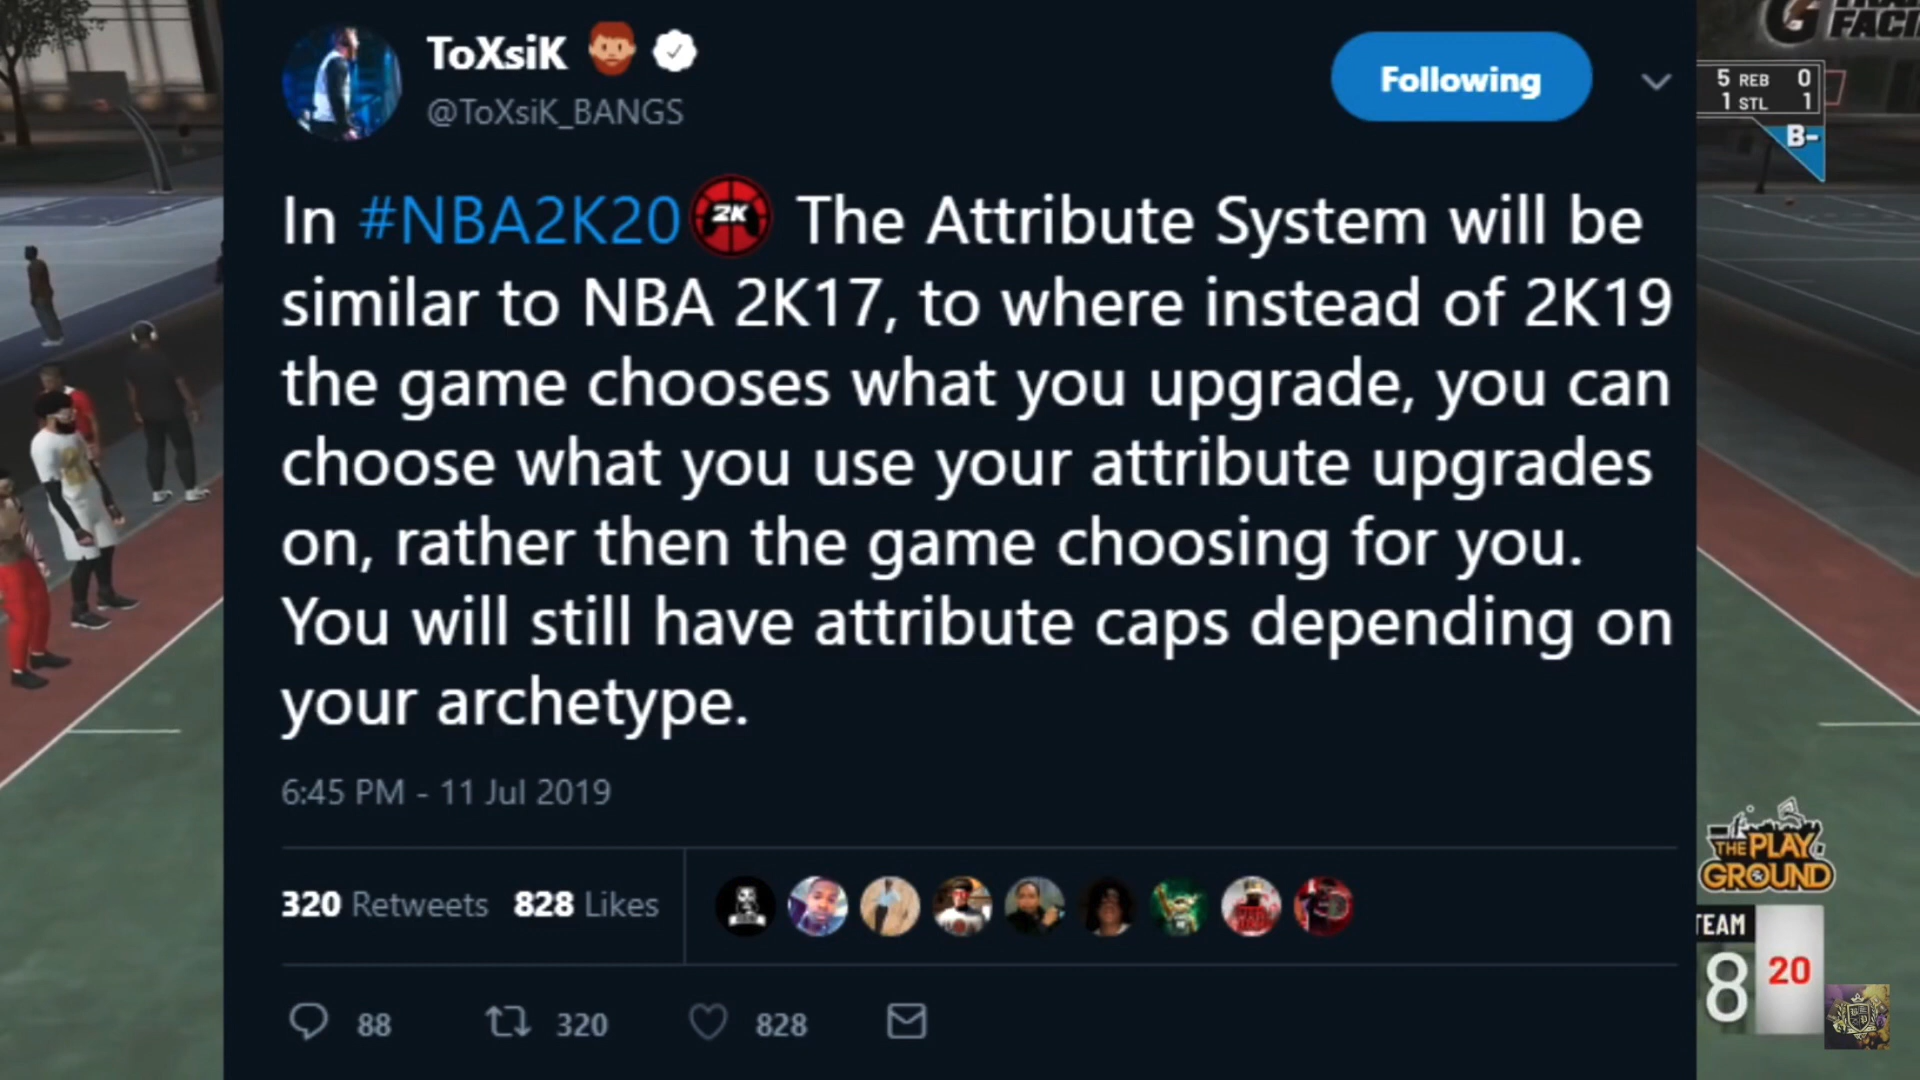 ToXsiK
@ToXsiK_BANGS
Following
In #NBA2K20 2K The Attribute System will be
similar to NBA 2K17, to where instead of 2K19
the game chooses what you upgrade, you can
choose what you use your attribute upgrades
on, rather then the game choosing for you.
You will still have attribute caps depending on
your archetype.
6:45 PM - 11 Jul 2019
320 Retweets 828 Likes
88 320 828
5 REB 0
1 STL 1
B-
THE PLAY
GROUND
TEAM
8 20